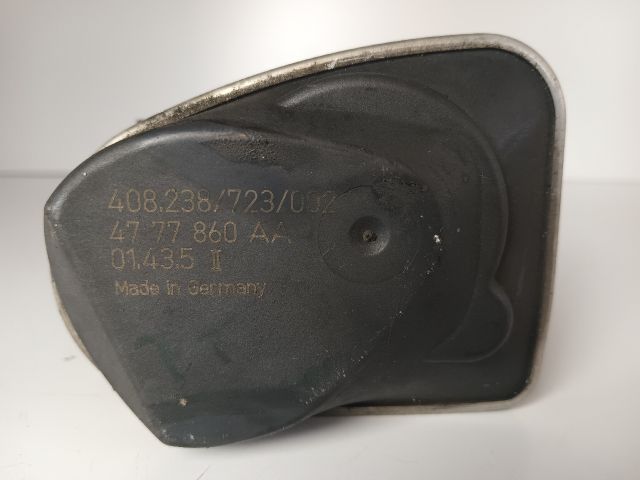 408.238/723/002
47 77 860 AA
01.43.5 II
Made in Germany